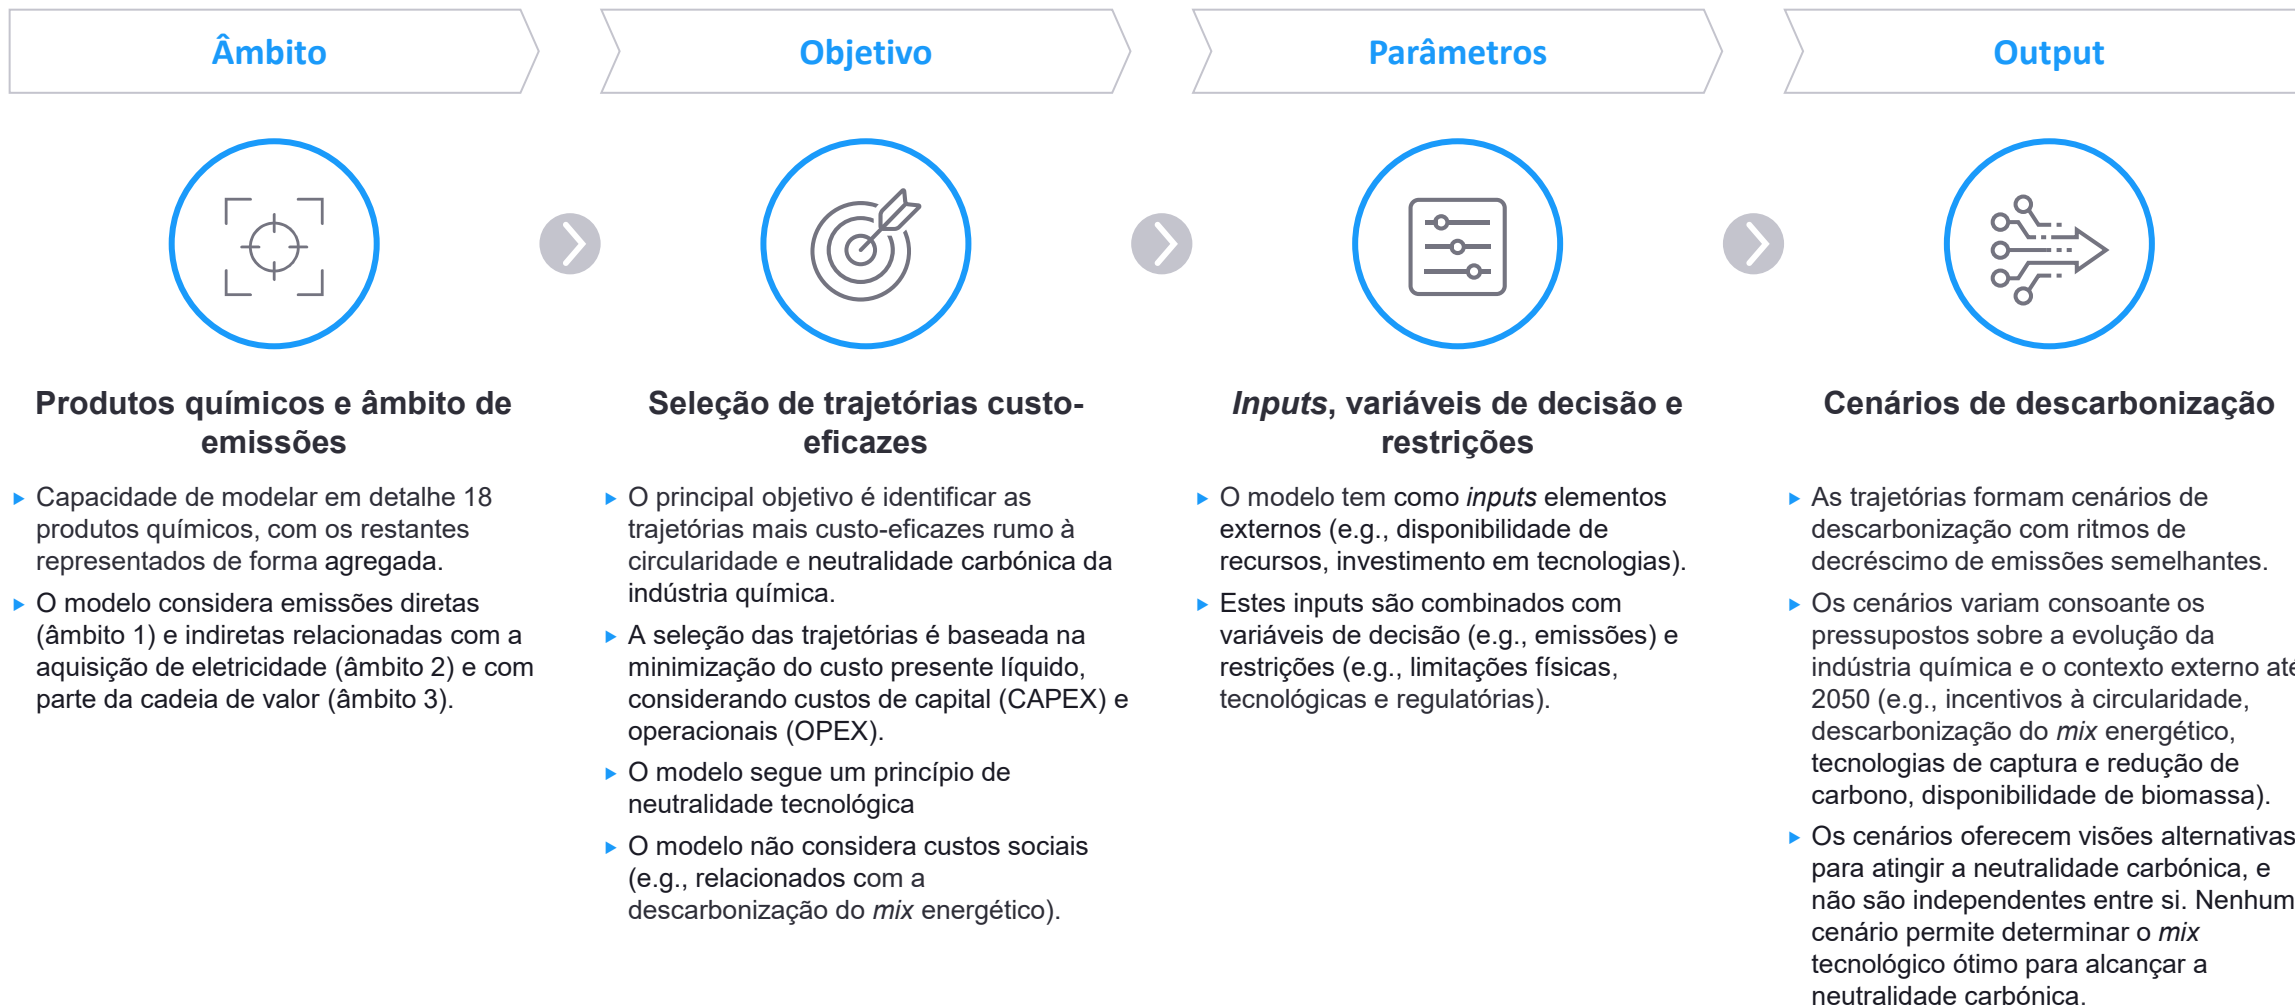 Âmbito
Objetivo
Parâmetros
Output
Produtos químicos e âmbito de
emissões
▸ Capacidade de modelar em detalhe 18
produtos químicos, com os restantes
representados de forma agregada.
▸ O modelo considera emissões diretas
(âmbito 1) e indiretas relacionadas com a
aquisição de eletricidade (âmbito 2) e com
parte da cadeia de valor (âmbito 3).
Seleção de trajetórias custo-
eficazes
▸ O principal objetivo é identificar as
trajetórias mais custo-eficazes rumo à
circularidade e neutralidade carbónica da
indústria química.
▸ A seleção das trajetórias é baseada na
minimização do custo presente líquido,
considerando custos de capital (CAPEX) e
operacionais (OPEX).
▸ O modelo segue um princípio de
neutralidade tecnológica
▸ O modelo não considera custos sociais
(e.g., relacionados com a
descarbonização do mix energético).
Inputs, variáveis de decisão e
restrições
▸ O modelo tem como inputs elementos
externos (e.g., disponibilidade de
recursos, investimento em tecnologias).
▸ Estes inputs são combinados com
variáveis de decisão (e.g., emissões) e
restrições (e.g., limitações físicas,
tecnológicas e regulatórias).
Cenários de descarbonização
▸ As trajetórias formam cenários de
descarbonização com ritmos de
decréscimo de emissões semelhantes.
▸ Os cenários variam consoante os
pressupostos sobre a evolução da
indústria química e o contexto externo até
2050 (e.g., incentivos à circularidade,
descarbonização do mix energético,
tecnologias de captura e redução de
carbono, disponibilidade de biomassa).
▸ Os cenários oferecem visões alternativas
para atingir a neutralidade carbónica, e
não são independentes entre si. Nenhum
cenário permite determinar o mix
tecnológico ótimo para alcançar a
neutralidade carbónica.